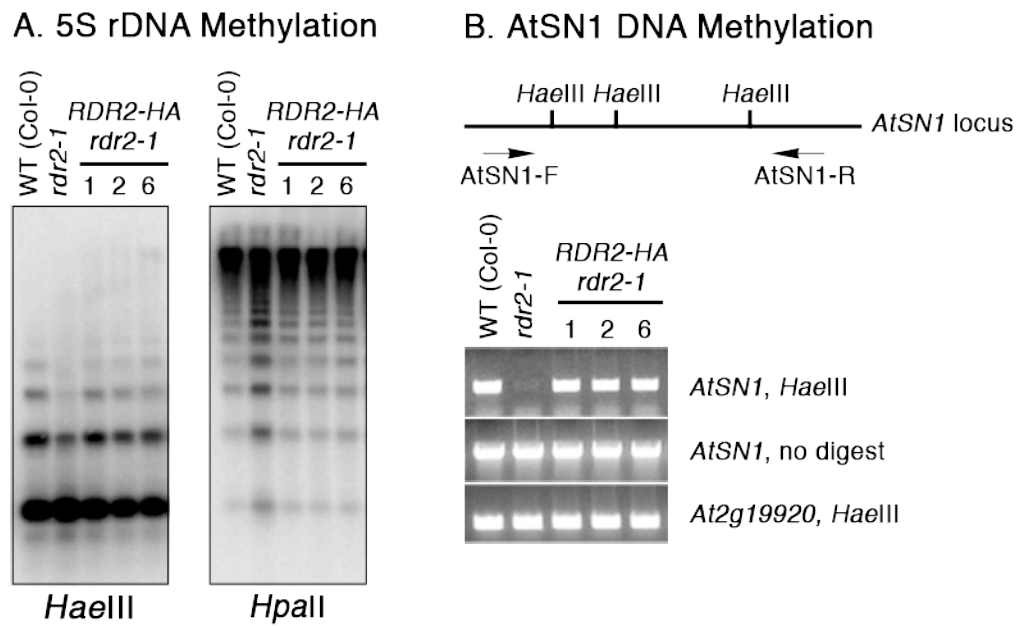 A. 5S rDNA Methylation
WT (Col-0)
rdr2-1
RDR2-HA
rdr2-1
1 2 6
WT (Col-0)
rdr2-1
RDR2-HA
rdr2-1
1 2 6
HaeIII
HpaII
B. AtSN1 DNA Methylation
HaeIII HaeIII HaeIII
AtSN1 locus
AtSN1-F AtSN1-R
WT (Col-0)
rdr2-1
RDR2-HA
rdr2-1
1 2 6
AtSN1, HaeIII
AtSN1, no digest
At2g19920, HaeIII